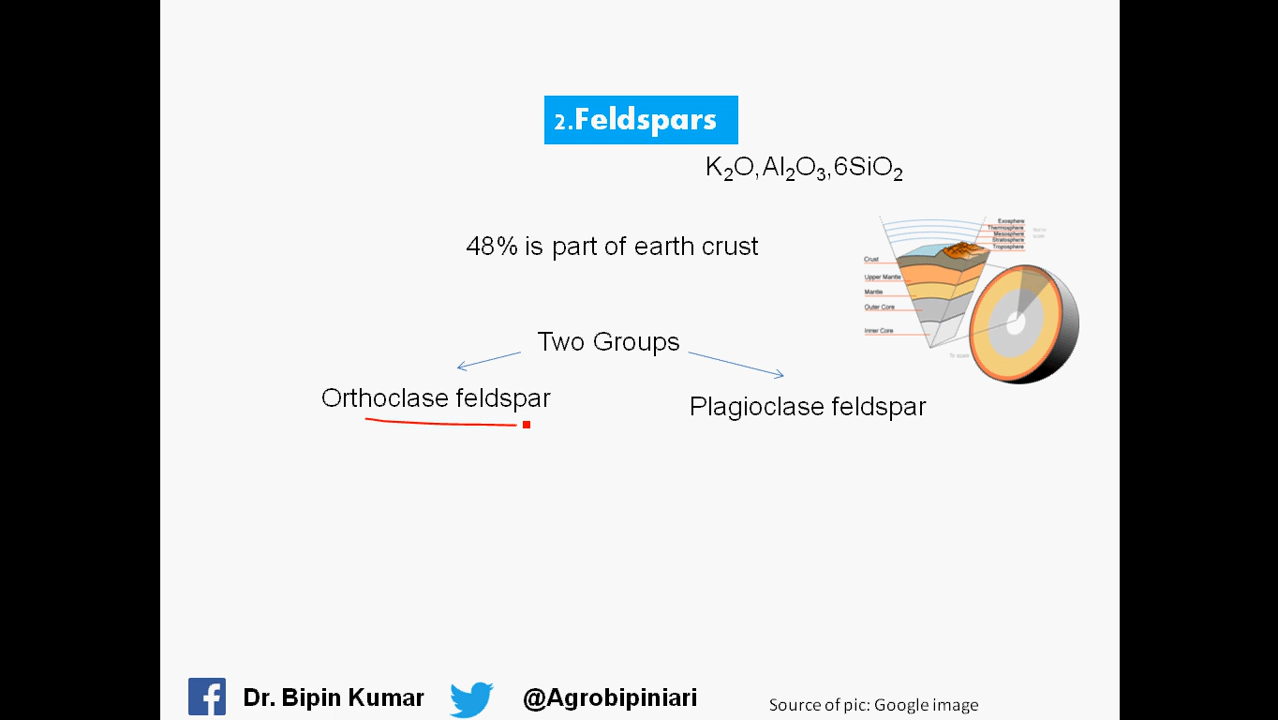 2.Feldspars
K₂O,Al₂O₃,6SiO₂
48% is part of earth crust
Exosphere
Thermosphere
Mesosphere
Stratosphere
Troposphere
Crust
Upper Mantle
Mantle
Outer Core
Inner Core
To scale
Two Groups
Orthoclase feldspar
Plagioclase feldspar
Dr. Bipin Kumar
@Agrobipiniari
Source of pic: Google image